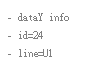 - dataY info
- id=24
- line=U1